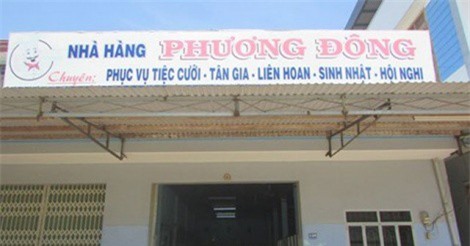 NHÀ HÀNG PHƯƠNG ĐÔNG
Chuyên: PHỤC VỤ TIỆC CƯỚI - TÂN GIA - LIÊN HOAN - SINH NHẬT - HỘI NGHỊ